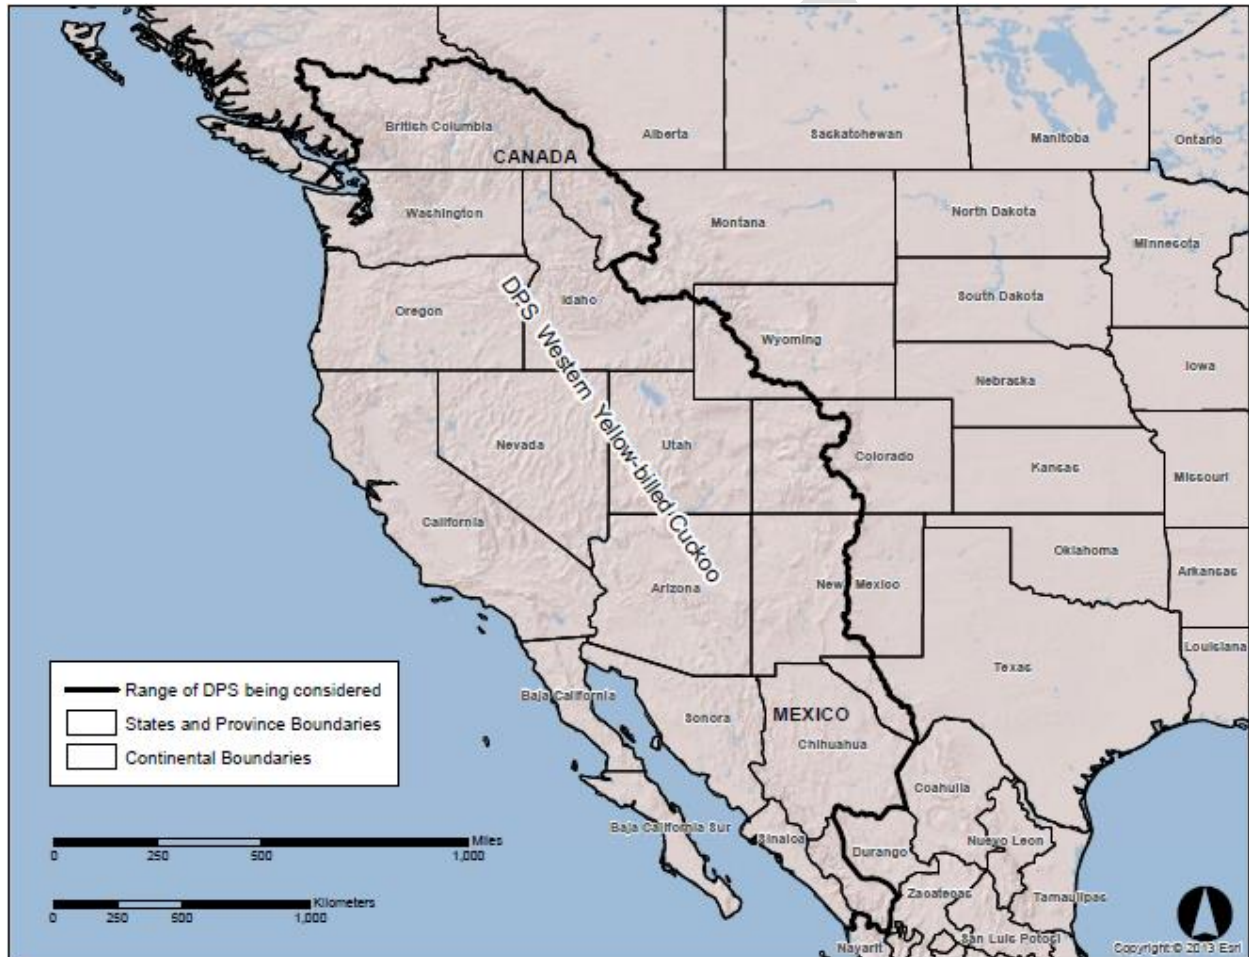 British Columbia
Alberta
Saskatchewan
Manitoba
Ontario
CANADA
Washington
Montana
North Dakota
Minnesota
Oregon
Idaho
South Dakota
Wyoming
Iowa
Nebraska
DPS Western Yellow-billed Cuckoo
Nevada
Utah
Colorado
Kansas
Missouri
California
Oklahoma
Arizona
New Mexico
Arkansas
Louisiana
Texas
Range of DPS being considered
States and Province Boundaries
Continental Boundaries
Baja California
Sonora
MEXICO
Chihuahua
Coahuila
Baja California Sur
Sinaloa
Durango
Nuevo Leon
Zacatecas
Tamaulipas
San Luis Potosi
Nayarit
Miles
0 250 500 1,000
Kilometers
0 250 500 1,000
Copyright:© 2013 Esri